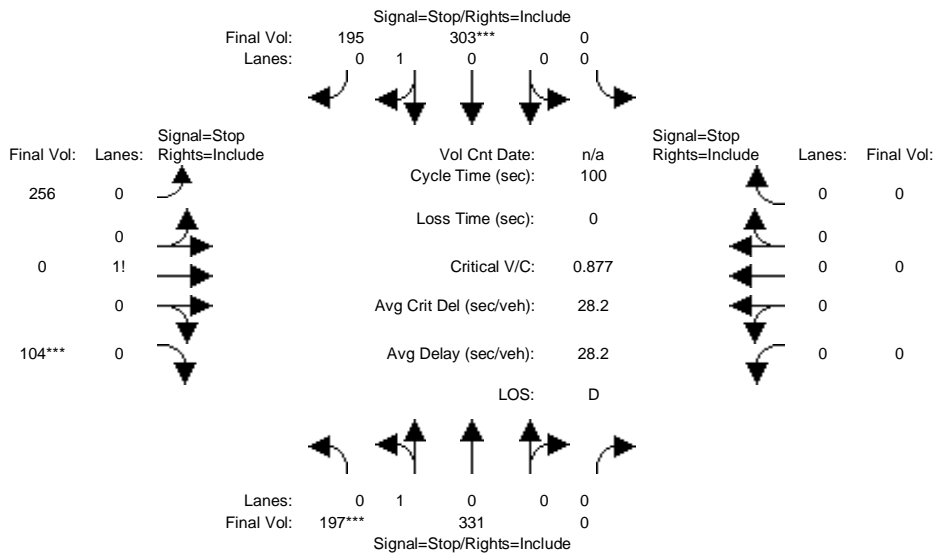 Signal=Stop/Rights=Include
Final Vol: 195 303*** 0
Lanes: 0 1 0 0 0
Signal=Stop Signal=Stop
Final Vol: Lanes: Rights=Include Vol Cnt Date: n/a Rights=Include Lanes: Final Vol:
Cycle Time (sec): 100
256 0 0 0
Loss Time (sec): 0
0 0
0 1! Critical V/C: 0.877 0 0
0 Avg Crit Del (sec/veh): 28.2 0
104*** 0 Avg Delay (sec/veh): 28.2 0 0
LOS: D
Lanes: 0 1 0 0 0
Final Vol: 197*** 331 0
Signal=Stop/Rights=Include